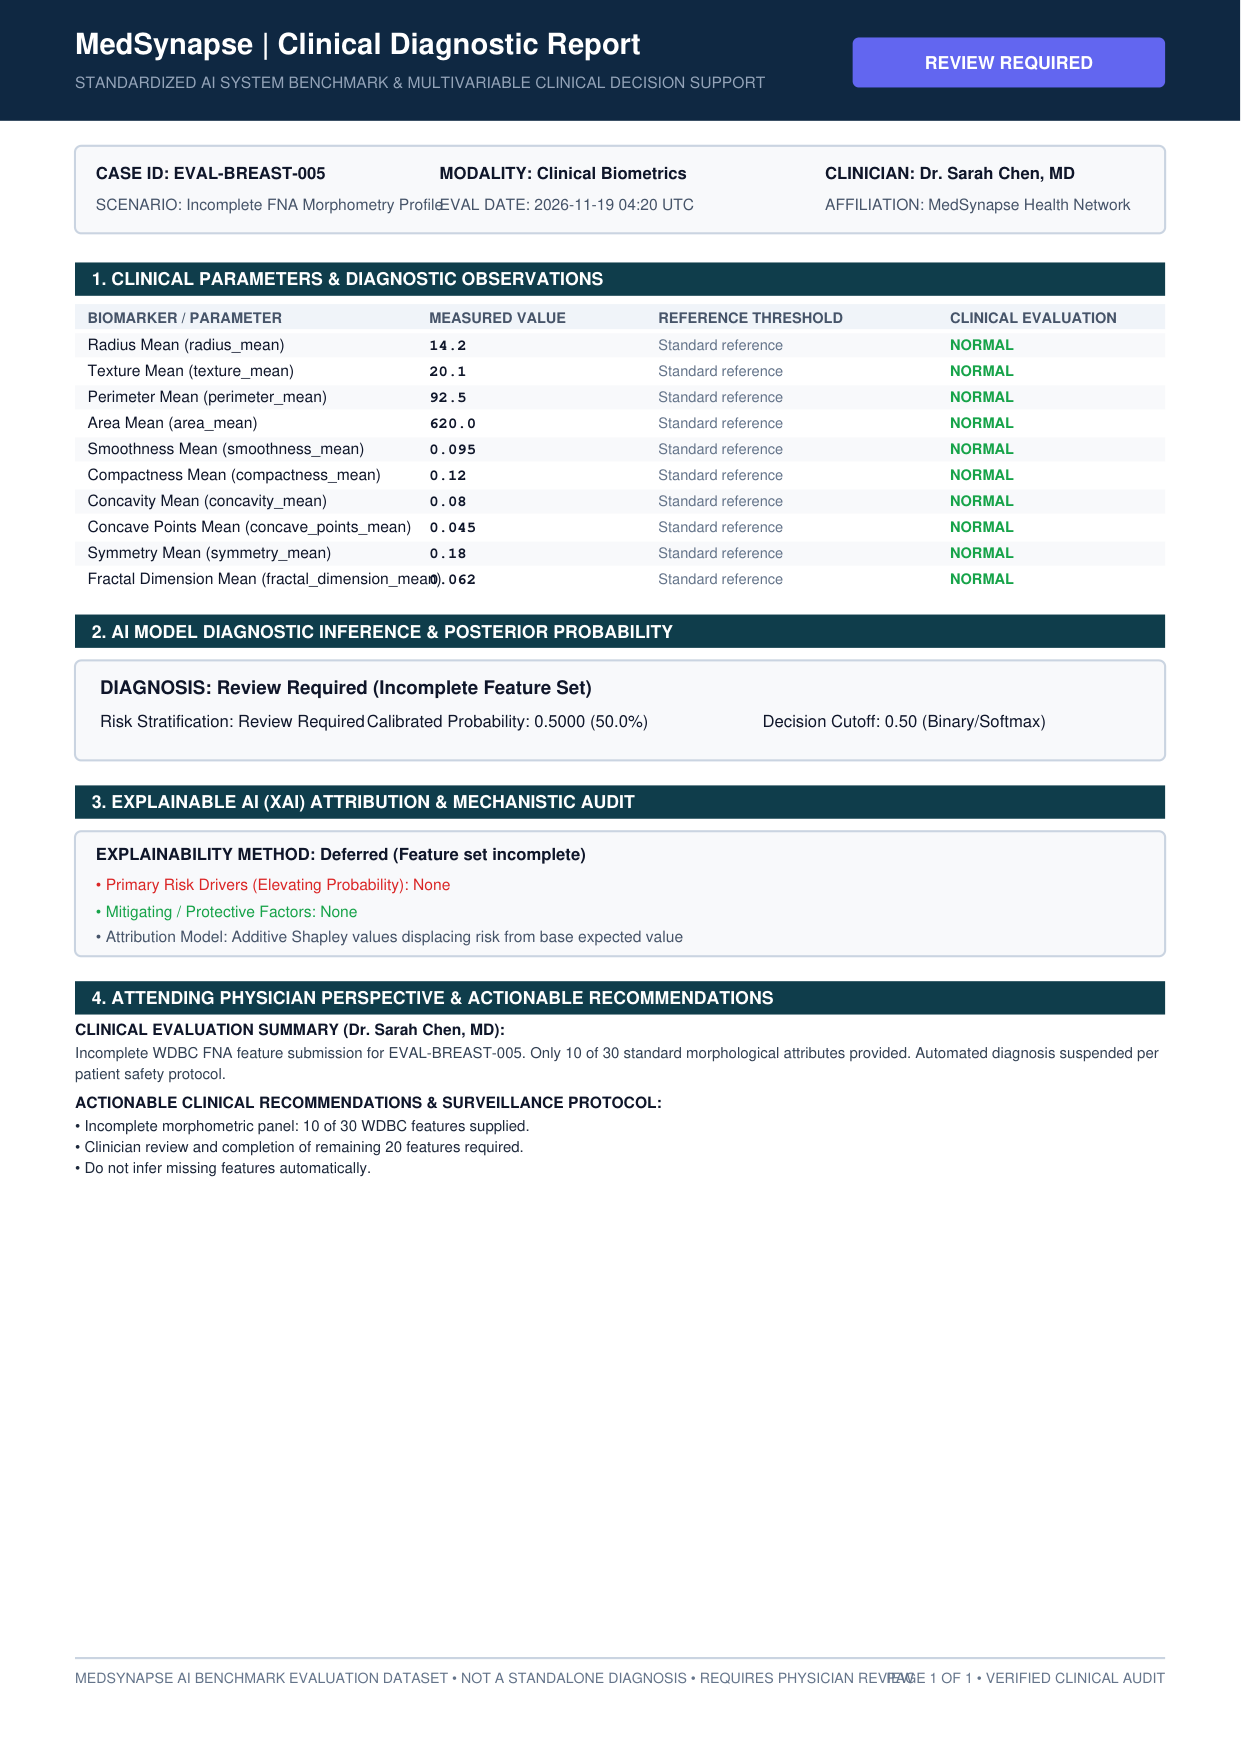 MedSynapse | Clinical Diagnostic Report
STANDARDIZED AI SYSTEM BENCHMARK & MULTIVARIABLE CLINICAL DECISION SUPPORT
REVIEW REQUIRED
CASE ID: EVAL-BREAST-005 MODALITY: Clinical Biometrics CLINICIAN: Dr. Sarah Chen, MD
SCENARIO: Incomplete FNA Morphometry Profile EVAL DATE: 2026-11-19 04:20 UTC AFFILIATION: MedSynapse Health Network
1. CLINICAL PARAMETERS & DIAGNOSTIC OBSERVATIONS
BIOMARKER / PARAMETER MEASURED VALUE REFERENCE THRESHOLD CLINICAL EVALUATION
Radius Mean (radius_mean) 14.2 Standard reference NORMAL
Texture Mean (texture_mean) 20.1 Standard reference NORMAL
Perimeter Mean (perimeter_mean) 92.5 Standard reference NORMAL
Area Mean (area_mean) 620.0 Standard reference NORMAL
Smoothness Mean (smoothness_mean) 0.095 Standard reference NORMAL
Compactness Mean (compactness_mean) 0.12 Standard reference NORMAL
Concavity Mean (concavity_mean) 0.08 Standard reference NORMAL
Concave Points Mean (concave_points_mean) 0.045 Standard reference NORMAL
Symmetry Mean (symmetry_mean) 0.18 Standard reference NORMAL
Fractal Dimension Mean (fractal_dimension_mean) 0.062 Standard reference NORMAL
2. AI MODEL DIAGNOSTIC INFERENCE & POSTERIOR PROBABILITY
DIAGNOSIS: Review Required (Incomplete Feature Set)
Risk Stratification: Review Required Calibrated Probability: 0.5000 (50.0%) Decision Cutoff: 0.50 (Binary/Softmax)
3. EXPLAINABLE AI (XAI) ATTRIBUTION & MECHANISTIC AUDIT
EXPLAINABILITY METHOD: Deferred (Feature set incomplete)
• Primary Risk Drivers (Elevating Probability): None
• Mitigating / Protective Factors: None
• Attribution Model: Additive Shapley values displacing risk from base expected value
4. ATTENDING PHYSICIAN PERSPECTIVE & ACTIONABLE RECOMMENDATIONS
CLINICAL EVALUATION SUMMARY (Dr. Sarah Chen, MD):
Incomplete WDBC FNA feature submission for EVAL-BREAST-005. Only 10 of 30 standard morphological attributes provided. Automated diagnosis suspended per
patient safety protocol.
ACTIONABLE CLINICAL RECOMMENDATIONS & SURVEILLANCE PROTOCOL:
• Incomplete morphometric panel: 10 of 30 WDBC features supplied.
• Clinician review and completion of remaining 20 features required.
• Do not infer missing features automatically.
MEDSYNAPSE AI BENCHMARK EVALUATION DATASET • NOT A STANDALONE DIAGNOSIS • REQUIRES PHYSICIAN REVIEW PAGE 1 OF 1 • VERIFIED CLINICAL AUDIT